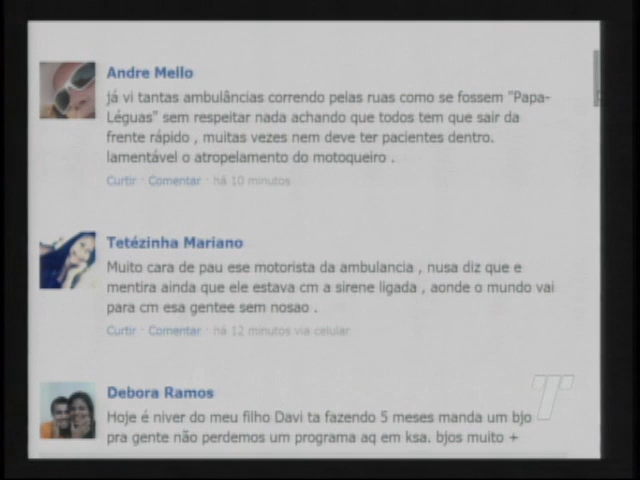 Andre Mello
já vi tantas ambulâncias correndo pelas ruas como se fossem "Papa-
Léguas" sem respeitar nada achando que todos tem que sair da
frente rápido , muitas vezes nem deve ter pacientes dentro.
lamentável o atropelamento do motoqueiro .
Curtir · Comentar · há 10 minutos
Tetézinha Mariano
Muito cara de pau ese motorista da ambulancia , nusa diz que e
mentira ainda que ele estava cm a sirene ligada , aonde o mundo vai
para cm esa gentee sem nosao .
Curtir · Comentar · há 12 minutos via celular
Debora Ramos
Hoje é niver do meu filho Davi ta fazendo 5 meses manda um bjo
pra gente não perdemos um programa aq em ksa. bjos muito +
T